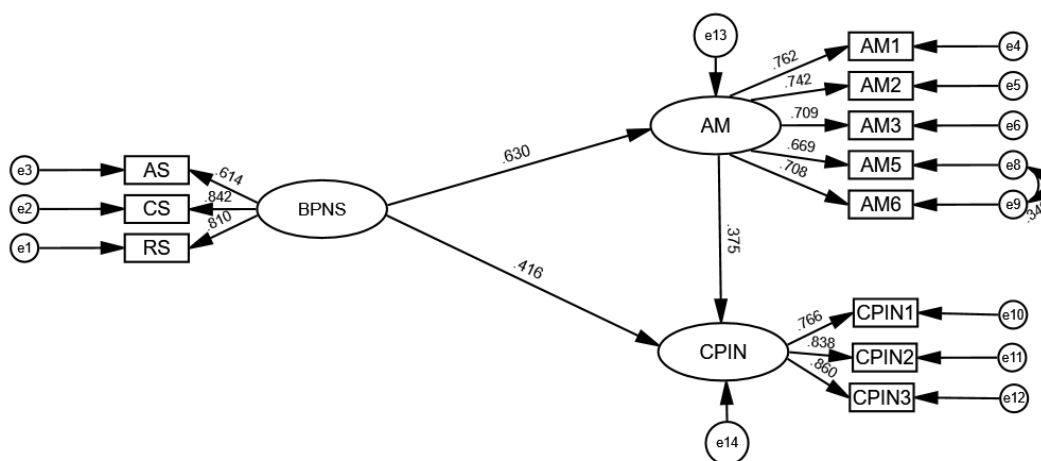 e13
AM1
e4
.762
AM2
e5
.742
AM
.709
AM3
e6
.669
AM5
e8
.708
AM6
e9
.630
e3
AS
.614
BPNS
e2
CS
.842
e1
RS
.810
.375
.416
CPIN
.766
CPIN1
e10
.838
CPIN2
e11
.860
CPIN3
e12
e14